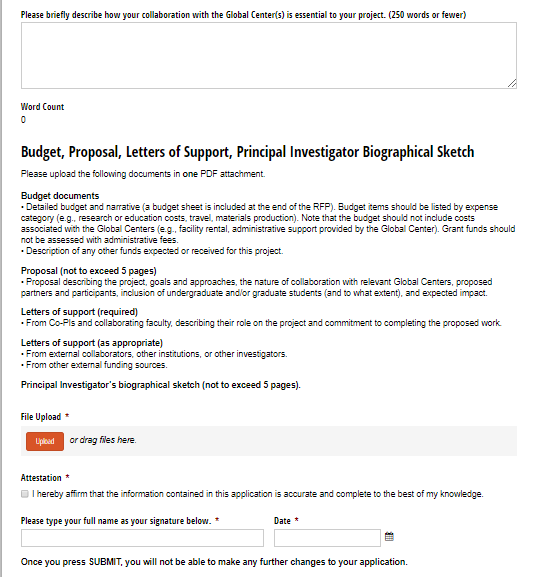 Please briefly describe how your collaboration with the Global Center(s) is essential to your project. (250 words or fewer)
Word Count
0
Budget, Proposal, Letters of Support, Principal Investigator Biographical Sketch
Please upload the following documents in one PDF attachment.
Budget documents
• Detailed budget and narrative (a budget sheet is included at the end of the RFP). Budget items should be listed by expense
category (e.g., research or education costs, travel, materials production). Note that the budget should not include costs
associated with the Global Centers (e.g., facility rental, administrative support provided by the Global Center). Grant funds should
not be assessed with administrative fees.
• Description of any other funds expected or received for this project.
Proposal (not to exceed 5 pages)
• Proposal describing the project, goals and approaches, the nature of collaboration with relevant Global Centers, proposed
partners and participants, inclusion of undergraduate and/or graduate students (and to what extent), and expected impact.
Letters of support (required)
• From Co-PIs and collaborating faculty, describing their role on the project and commitment to completing the proposed work.
Letters of support (as appropriate)
• From external collaborators, other institutions, or other investigators.
• From other external funding sources.
Principal Investigator's biographical sketch (not to exceed 5 pages).
File Upload *
Upload or drag files here.
Attestation *
I hereby affirm that the information contained in this application is accurate and complete to the best of my knowledge.
Please type your full name as your signature below. * Date *
Once you press SUBMIT, you will not be able to make any further changes to your application.